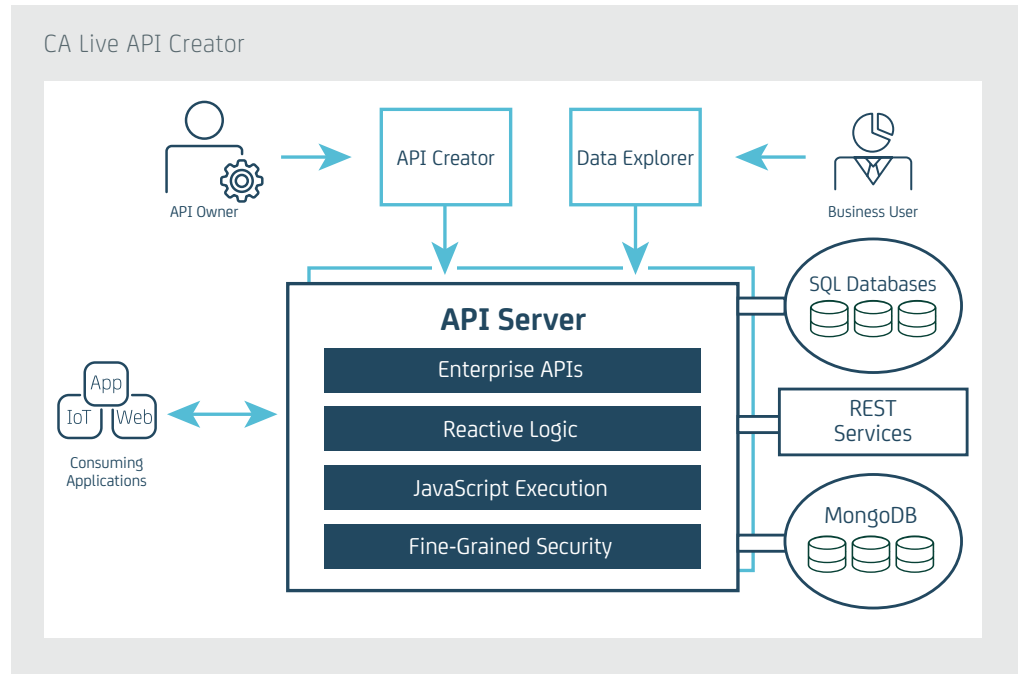 CA Live API Creator
API Owner
API Creator
Data Explorer
Business User
API Server
Enterprise APIs
Reactive Logic
JavaScript Execution
Fine-Grained Security
App
IoT
Web
Consuming
Applications
SQL Databases
REST
Services
MongoDB